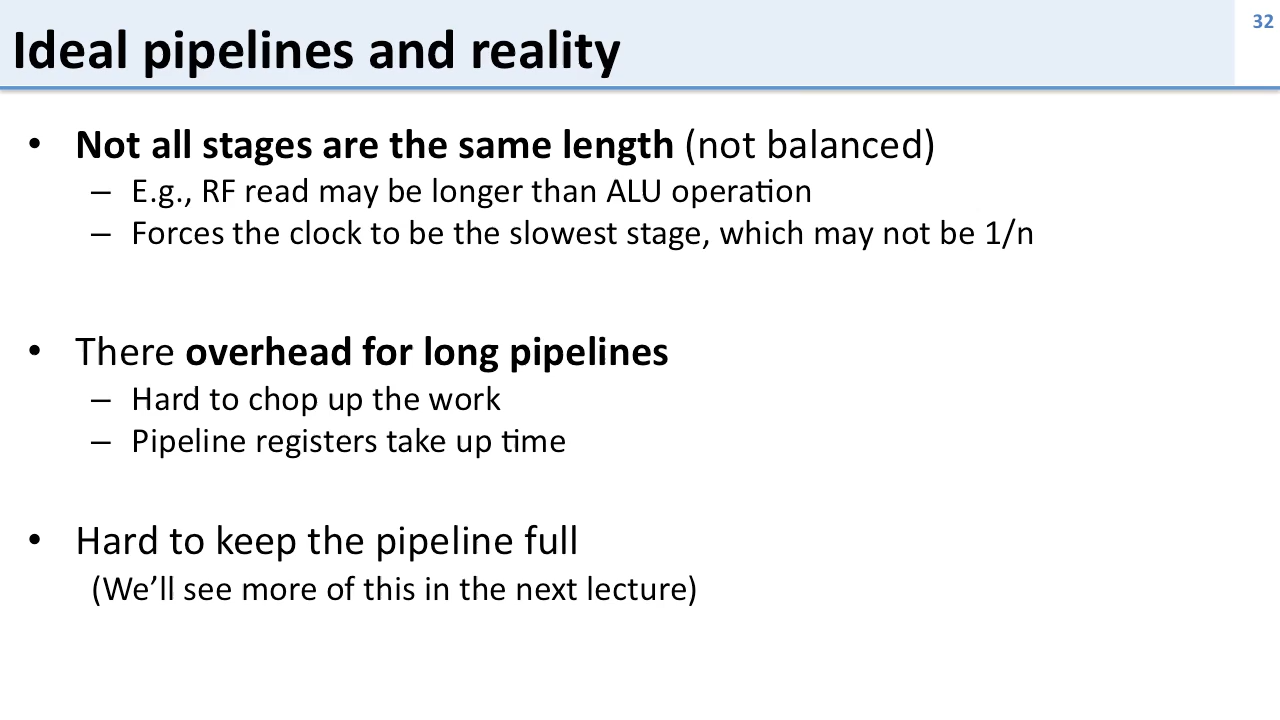 Ideal pipelines and reality
32
• Not all stages are the same length (not balanced)
– E.g., RF read may be longer than ALU operation
– Forces the clock to be the slowest stage, which may not be 1/n
• There overhead for long pipelines
– Hard to chop up the work
– Pipeline registers take up time
• Hard to keep the pipeline full
(We’ll see more of this in the next lecture)